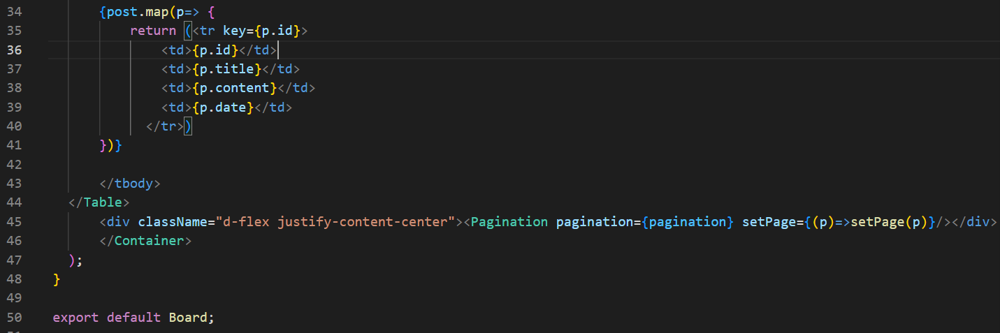 34 {post.map(p=> {
35 return (<tr key={p.id}>
36 <td>{p.id}</td>
37 <td>{p.title}</td>
38 <td>{p.content}</td>
39 <td>{p.date}</td>
40 </tr>)
41 })}
42
43 </tbody>
44 </Table>
45 <div className="d-flex justify-content-center"><Pagination pagination={pagination} setPage={(p)=>setPage(p)}/></div>
46 </Container>
47 );
48 }
49
50 export default Board;